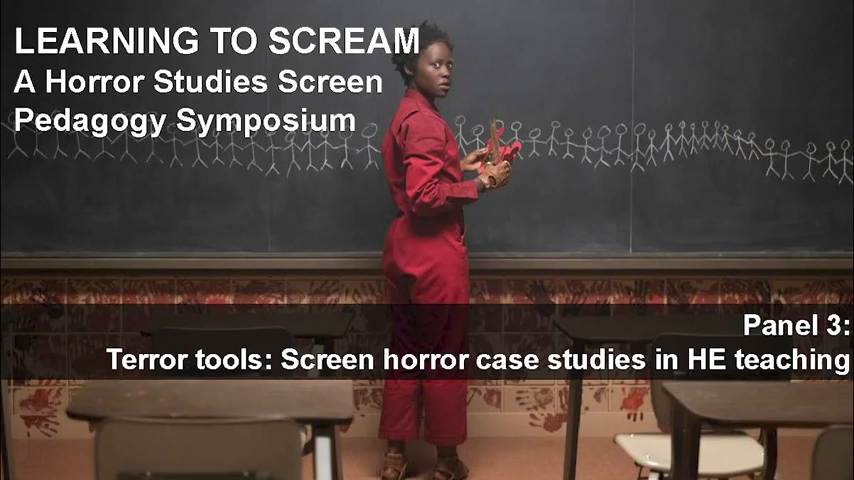 LEARNING TO SCREAM
A Horror Studies Screen
Pedagogy Symposium
Panel 3:
Terror tools: Screen horror case studies in HE teaching